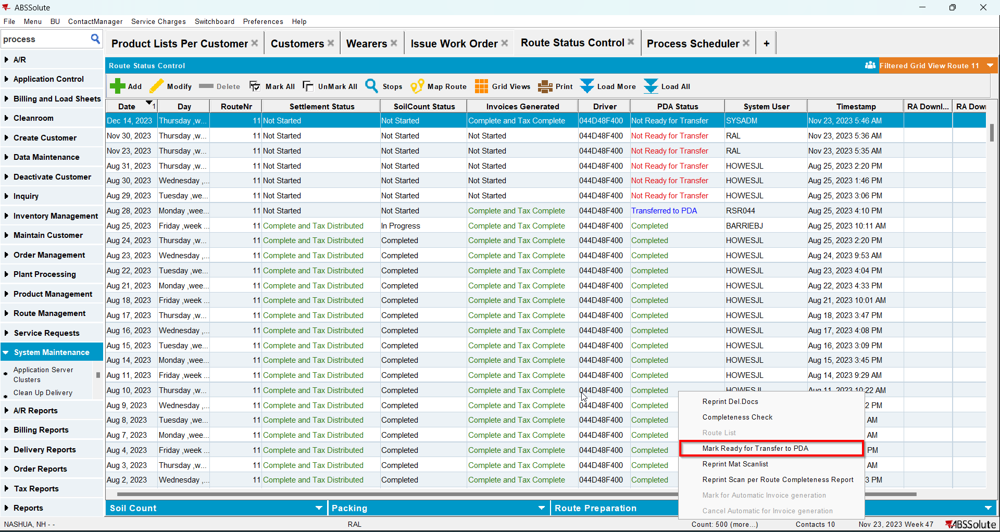 ABSSolute
File Menu BU ContactManager Service Charges Switchboard Preferences Help
process
Product Lists Per Customer Customers Wearers Issue Work Order Route Status Control Process Scheduler +
Route Status Control Filtered Grid View Route 11
Add Modify Delete Mark All UnMark All Stops Map Route Grid Views Print Load More Load All
Date 1 Day RouteNr Settlement Status SoilCount Status Invoices Generated Driver PDA Status System User Timestamp RA Downl... RA Down
Dec 14, 2023 Thursday ,w... 11 Not Started Not Started Complete and Tax Complete 044D48F400 Not Ready for Transfer SYSADM Nov 23, 2023 5:46 AM
Nov 30, 2023 Thursday ,w... 11 Not Started Not Started Not Started 044D48F400 Not Ready for Transfer RAL Nov 23, 2023 5:36 AM
Nov 23, 2023 Thursday ,w... 11 Not Started Not Started Not Started 044D48F400 Not Ready for Transfer RAL Nov 23, 2023 5:35 AM
Aug 31, 2023 Thursday ,w... 11 Not Started Not Started Not Started 044D48F400 Not Ready for Transfer HOWESJL Aug 25, 2023 2:20 PM
Aug 30, 2023 Wednesday ,... 11 Not Started Not Started Not Started 044D48F400 Not Ready for Transfer HOWESJL Aug 25, 2023 1:46 PM
Aug 29, 2023 Tuesday ,we... 11 Not Started Not Started Not Started 044D48F400 Not Ready for Transfer HOWESJL Aug 25, 2023 3:06 PM
Aug 28, 2023 Monday ,wee... 11 Not Started Not Started Complete and Tax Complete 044D48F400 Transferred to PDA RSR044 Aug 25, 2023 4:10 PM
Aug 25, 2023 Friday ,week ... 11 Complete and Tax Distributed In Progress Complete and Tax Complete 044D48F400 Completed BARRIEBJ Aug 25, 2023 10:11 AM
Aug 24, 2023 Thursday ,w... 11 Complete and Tax Distributed Completed Complete and Tax Complete 044D48F400 Completed HOWESJL Aug 25, 2023 2:20 PM
Aug 23, 2023 Wednesday ,... 11 Complete and Tax Distributed Completed Complete and Tax Complete 044D48F400 Completed HOWESJL Aug 24, 2023 9:53 AM
Aug 22, 2023 Tuesday ,we... 11 Complete and Tax Distributed Completed Complete and Tax Complete 044D48F400 Completed HOWESJL Aug 23, 2023 4:04 PM
Aug 21, 2023 Monday ,wee... 11 Complete and Tax Distributed Completed Complete and Tax Complete 044D48F400 Completed HOWESJL Aug 22, 2023 4:33 PM
Aug 18, 2023 Friday ,week ... 11 Complete and Tax Distributed Completed Complete and Tax Complete 044D48F400 Completed HOWESJL Aug 21, 2023 10:01 AM
Aug 17, 2023 Thursday ,w... 11 Complete and Tax Distributed Completed Complete and Tax Complete 044D48F400 Completed HOWESJL Aug 18, 2023 3:47 PM
Aug 16, 2023 Wednesday ,... 11 Complete and Tax Distributed Completed Complete and Tax Complete 044D48F400 Completed HOWESJL Aug 17, 2023 4:08 PM
Aug 15, 2023 Tuesday ,we... 11 Complete and Tax Distributed Completed Complete and Tax Complete 044D48F400 Completed HOWESJL Aug 16, 2023 3:09 PM
Aug 14, 2023 Monday ,wee... 11 Complete and Tax Distributed Completed Complete and Tax Complete 044D48F400 Completed HOWESJL Aug 15, 2023 3:45 PM
Aug 11, 2023 Friday ,week ... 11 Complete and Tax Distributed Completed Complete and Tax Complete 044D48F400 Completed HOWESJL Aug 14, 2023 9:29 AM
Aug 10, 2023 Thursday ,w... 11 Complete and Tax Distributed Completed Complete and Tax Complete 044D48F400 Completed HOWESJL Aug 11, 2023 10:22 AM
Aug 9, 2023 Wednesday ,... 11 Complete and Tax Distributed Completed Complete and Tax Complete 044D48F400 Completed 2 PM
Aug 8, 2023 Tuesday ,we... 11 Complete and Tax Distributed Completed Complete and Tax Complete 044D48F400 Completed AM
Aug 7, 2023 Monday ,wee... 11 Complete and Tax Distributed Completed Complete and Tax Complete 044D48F400 Completed AM
Aug 4, 2023 Friday ,week ... 11 Complete and Tax Distributed Completed Complete and Tax Complete 044D48F400 Completed PM
Aug 3, 2023 Thursday ,w... 11 Complete and Tax Distributed Completed Complete and Tax Complete 044D48F400 Completed AM
Aug 2, 2023 Wednesday ,... 11 Complete and Tax Distributed Completed Complete and Tax Complete 044D48F400 Completed 3 PM
A/R
Application Control
Billing and Load Sheets
Cleanroom
Create Customer
Data Maintenance
Deactivate Customer
Inquiry
Inventory Management
Maintain Customer
Order Management
Plant Processing
Product Management
Route Management
Service Requests
System Maintenance
Application Server
Clusters
Clean Up Delivery
A/R Reports
Billing Reports
Delivery Reports
Order Reports
Tax Reports
Reports
Reprint Del.Docs
Completeness Check
Route List
Mark Ready for Transfer to PDA
Reprint Mat Scanlist
Reprint Scan per Route Completeness Report
Mark for Automatic Invoice generation
Cancel Automatic for Invoice generation
Soil Count Packing Route Preparation
NASHUA, NH - - RAL Count: 500 (more...) Contacts 10 Nov 23, 2023 Week 47 ABSSolute